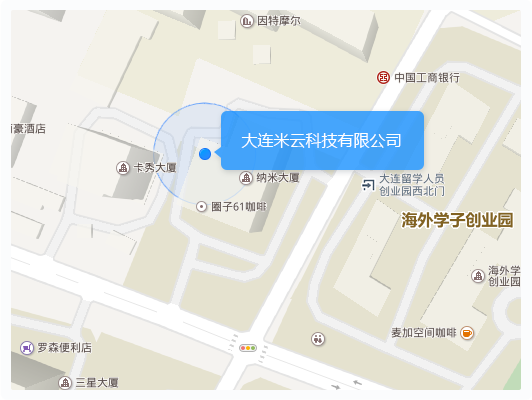 因特摩尔
中国工商银行
豪酒店
大连米云科技有限公司
卡秀大厦
纳米大厦
大连留学人员
创业园西北门
圈子61咖啡
海外学子创业园
海外学
创业园
麦加空间咖啡
罗森便利店
三星大厦